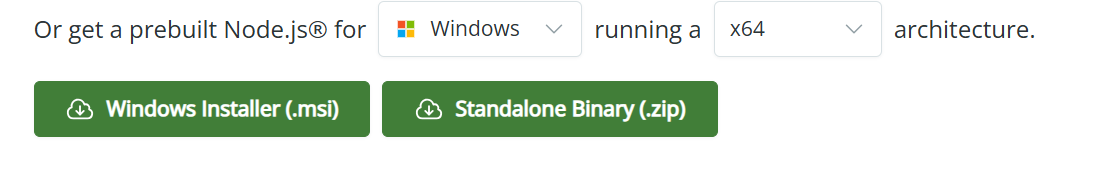 Or get a prebuilt Node.js® for Windows running a x64 architecture.
Windows Installer (.msi) Standalone Binary (.zip)